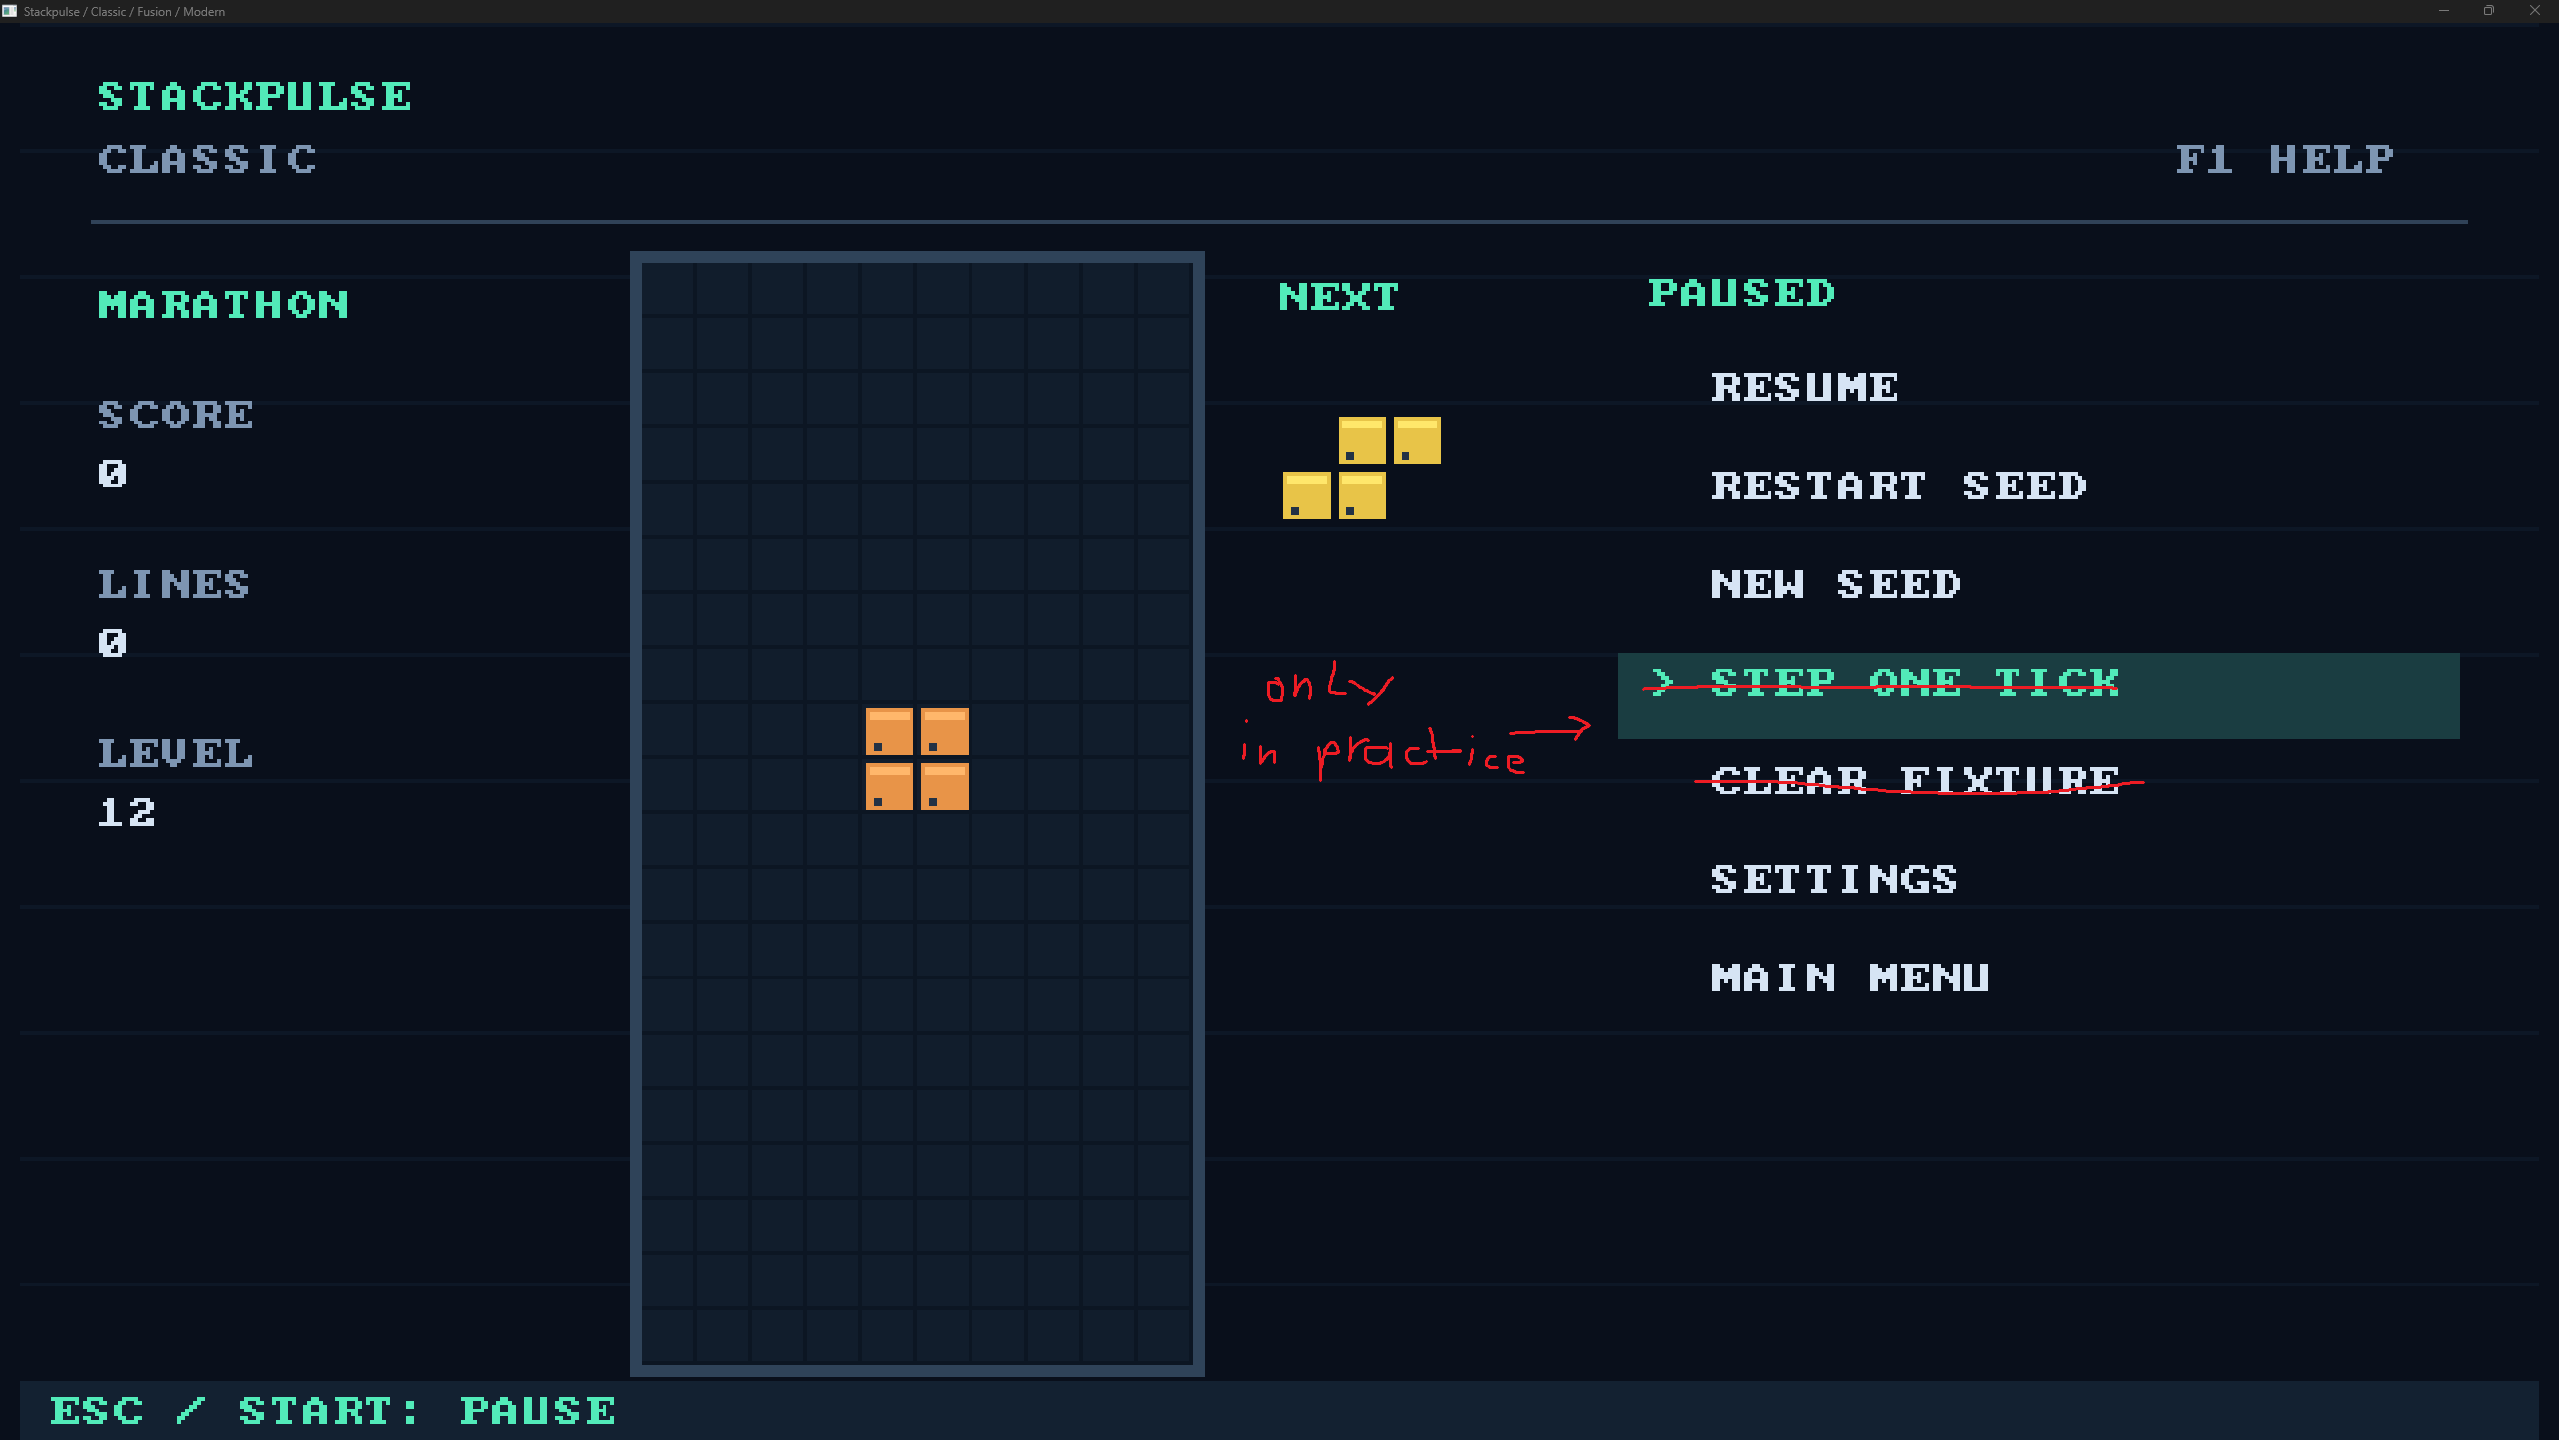 Stackpulse / Classic / Fusion / Modern
STACKPULSE
CLASSIC
F1 HELP
MARATHON
SCORE
0
LINES
0
LEVEL
12
NEXT
only
in practice
PAUSED
RESUME
RESTART SEED
NEW SEED
> STEP ONE TICK
CLEAR FIXTURE
SETTINGS
MAIN MENU
ESC / START: PAUSE